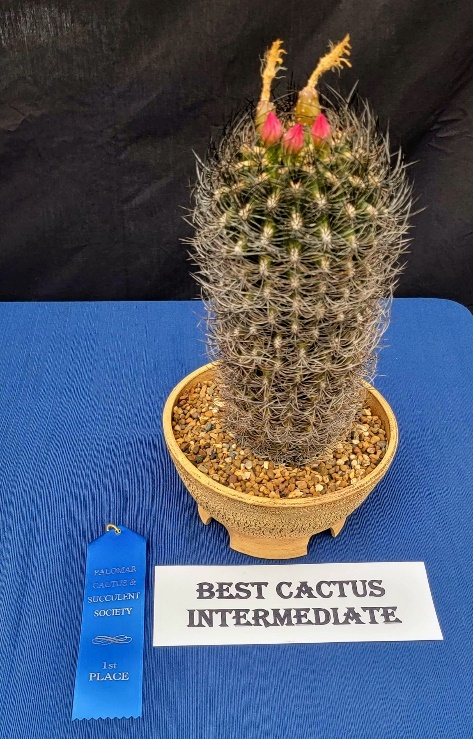 BEST CACTUS
INTERMEDIATE
PALOMAR
CACTUS &
SUCCULENT
SOCIETY
1st
PLACE